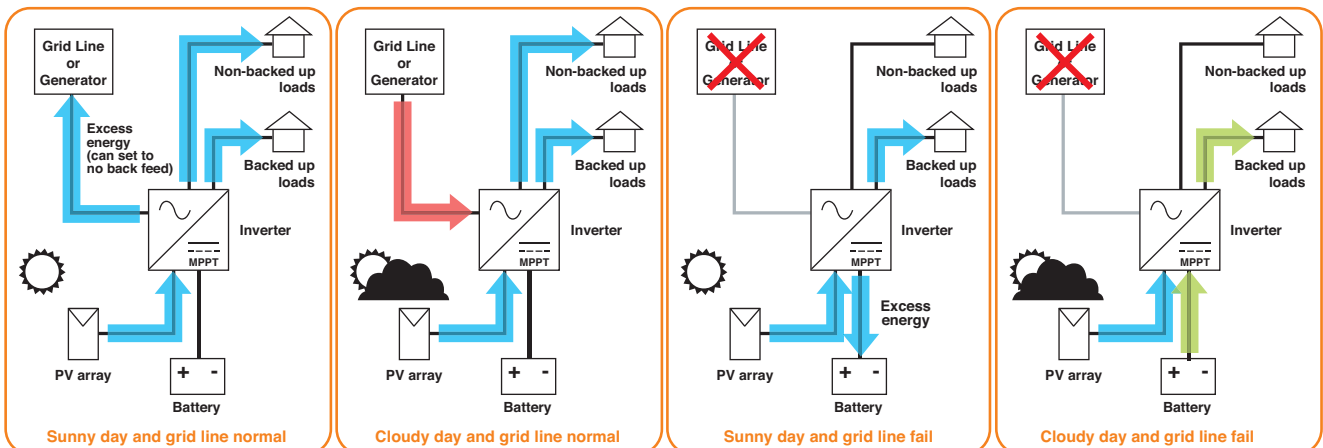 Grid Line
or
Generator
Non-backed up
loads
Excess
energy
(can set to
no back feed)
Backed up
loads
Inverter
MPPT
PV array
+ -
Battery
Sunny day and grid line normal
Grid Line
or
Generator
Non-backed up
loads
Backed up
loads
Inverter
MPPT
PV array
+ -
Battery
Cloudy day and grid line normal
Grid Line
Generator
Non-backed up
loads
Backed up
loads
Inverter
MPPT
Excess
energy
PV array
+ -
Battery
Sunny day and grid line fail
Grid Line
Generator
Non-backed up
loads
Backed up
loads
Inverter
MPPT
PV array
+ -
Battery
Cloudy day and grid line fail